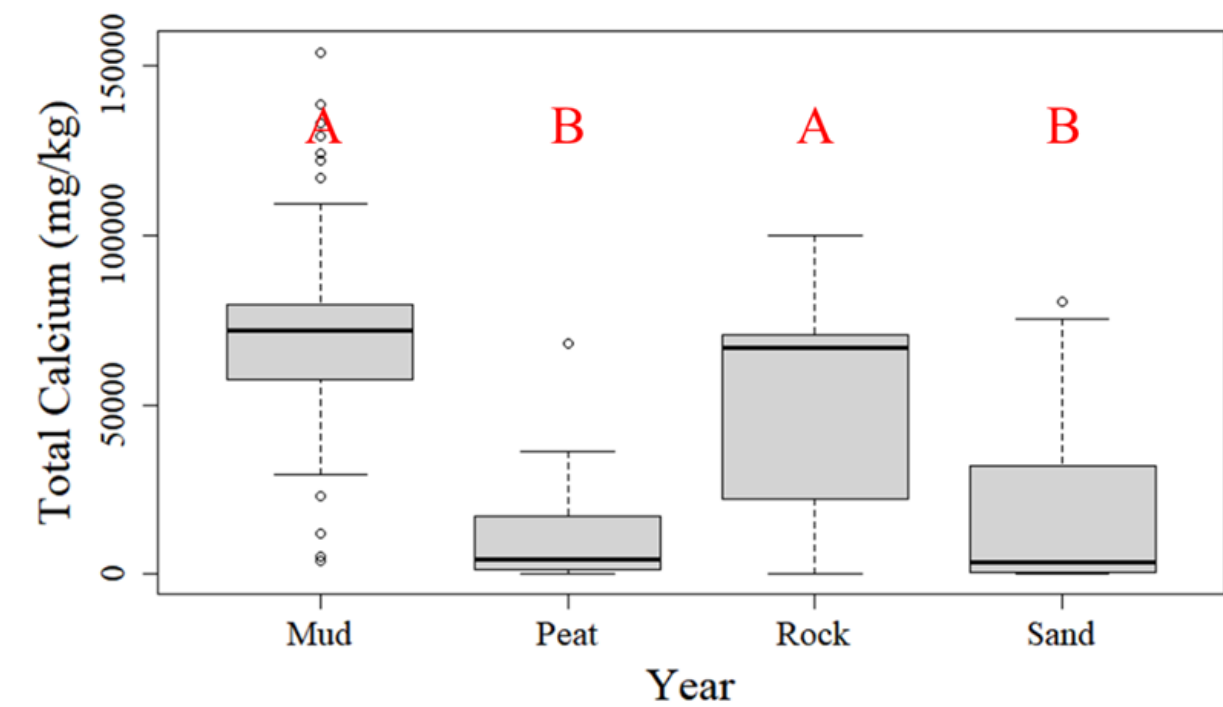 Total Calcium (mg/kg)
150000
100000
50000
0
A B A B
Mud Peat Rock Sand
Year